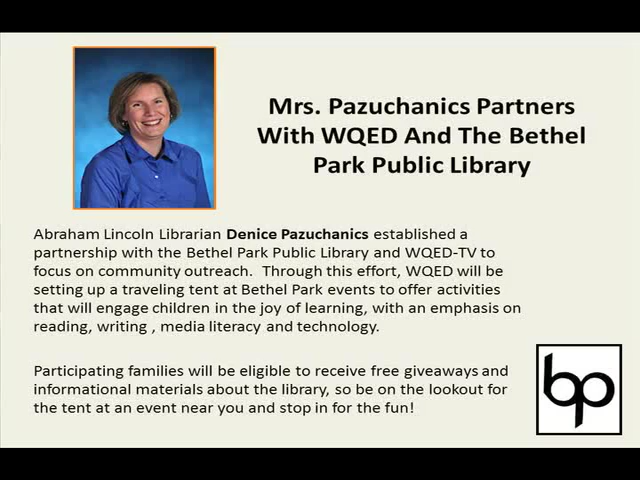 Mrs. Pazuchanics Partners
With WQED And The Bethel
Park Public Library
Abraham Lincoln Librarian Denice Pazuchanics established a
partnership with the Bethel Park Public Library and WQED-TV to
focus on community outreach.  Through this effort, WQED will be
setting up a traveling tent at Bethel Park events to offer activities
that will engage children in the joy of learning, with an emphasis on
reading, writing , media literacy and technology.
Participating families will be eligible to receive free giveaways and
informational materials about the library, so be on the lookout for
the tent at an event near you and stop in for the fun!
bp